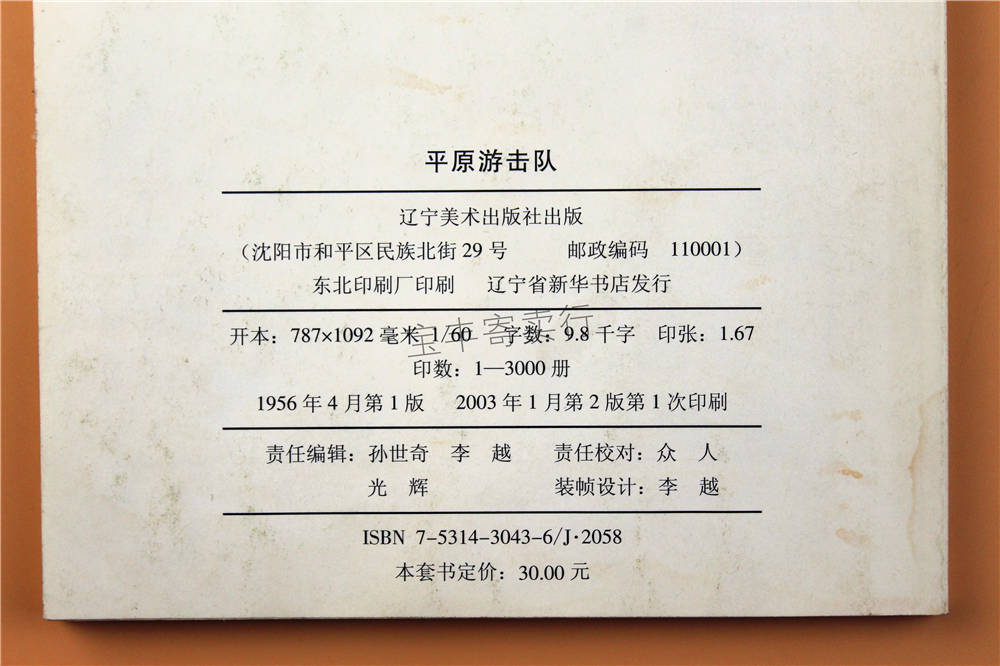 平原游击队
辽宁美术出版社出版
（沈阳市和平区民族北街 29 号 邮政编码 110001）
东北印刷厂印刷 辽宁省新华书店发行
开本：787×1092 毫米 1/60 字数：9.8 千字 印张：1.67
宝丰寄卖行
印数：1—3000 册
1956 年 4 月第 1 版 2003 年 1 月第 2 版第 1 次印刷
责任编辑：孙世奇 李 越 责任校对：众 人
光 辉 装帧设计：李 越
ISBN 7-5314-3043-6/J·2058
本套书定价：30.00 元